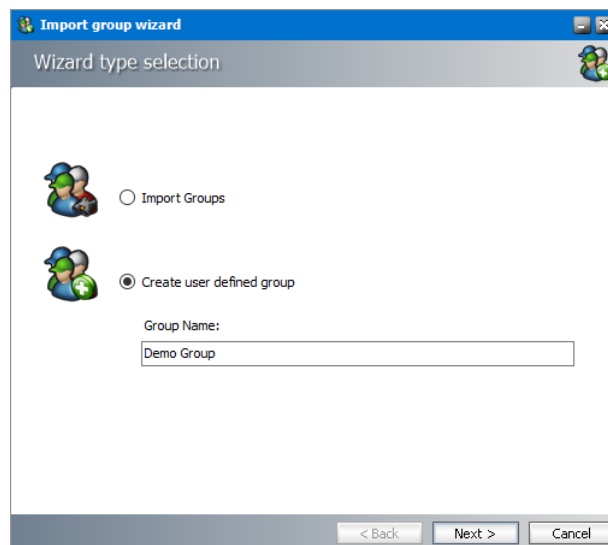 Import group wizard
Wizard type selection
Import Groups
Create user defined group
Group Name:
Demo Group
< Back Next > Cancel